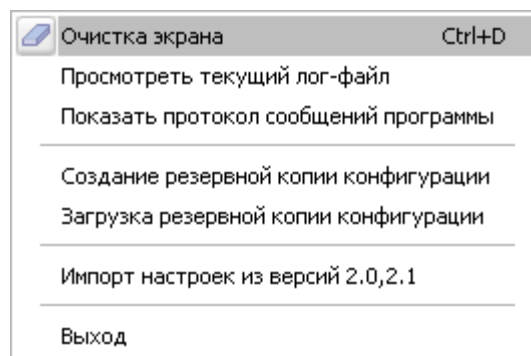 Очистка экрана Ctrl+D
Просмотреть текущий лог-файл
Показать протокол сообщений программы
Создание резервной копии конфигурации
Загрузка резервной копии конфигурации
Импорт настроек из версий 2.0,2.1
Выход